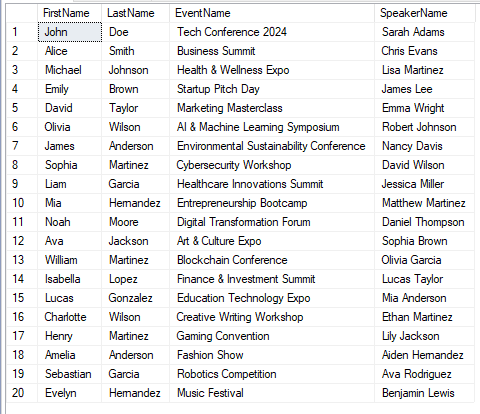 FirstName LastName EventName SpeakerName
1 John Doe Tech Conference 2024 Sarah Adams
2 Alice Smith Business Summit Chris Evans
3 Michael Johnson Health & Wellness Expo Lisa Martinez
4 Emily Brown Startup Pitch Day James Lee
5 David Taylor Marketing Masterclass Emma Wright
6 Olivia Wilson AI & Machine Learning Symposium Robert Johnson
7 James Anderson Environmental Sustainability Conference Nancy Davis
8 Sophia Martinez Cybersecurity Workshop David Wilson
9 Liam Garcia Healthcare Innovations Summit Jessica Miller
10 Mia Hernandez Entrepreneurship Bootcamp Matthew Martinez
11 Noah Moore Digital Transformation Forum Daniel Thompson
12 Ava Jackson Art & Culture Expo Sophia Brown
13 William Martinez Blockchain Conference Olivia Garcia
14 Isabella Lopez Finance & Investment Summit Lucas Taylor
15 Lucas Gonzalez Education Technology Expo Mia Anderson
16 Charlotte Wilson Creative Writing Workshop Ethan Martinez
17 Henry Martinez Gaming Convention Lily Jackson
18 Amelia Anderson Fashion Show Aiden Hernandez
19 Sebastian Garcia Robotics Competition Ava Rodriguez
20 Evelyn Hernandez Music Festival Benjamin Lewis